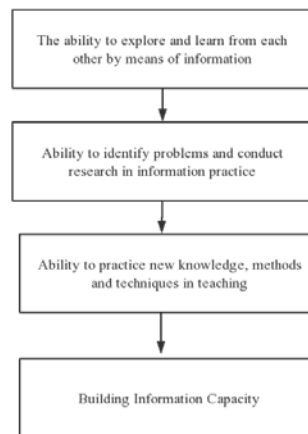 The ability to explore and learn from each
other by means of information
Ability to identify problems and conduct
research in information practice
Ability to practice new knowledge, methods
and techniques in teaching
Building Information Capacity